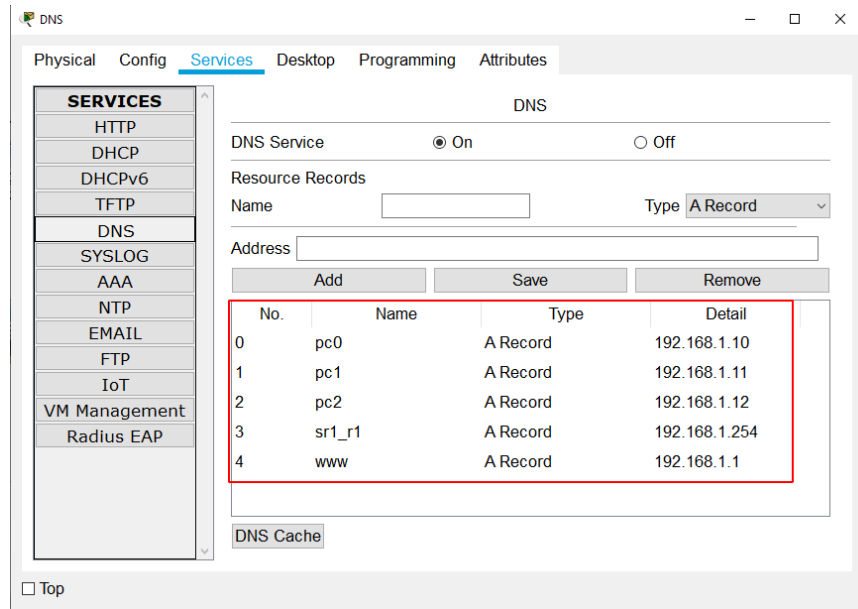 DNS
Physical Config Services Desktop Programming Attributes
SERVICES
HTTP
DHCP
DHCPv6
TFTP
DNS
SYSLOG
AAA
NTP
EMAIL
FTP
IoT
VM Management
Radius EAP
DNS
DNS Service On Off
Resource Records
Name Type A Record
Address
Add Save Remove
No. Name Type Detail
0 pc0 A Record 192.168.1.10
1 pc1 A Record 192.168.1.11
2 pc2 A Record 192.168.1.12
3 sr1_r1 A Record 192.168.1.254
4 www A Record 192.168.1.1
DNS Cache
Top